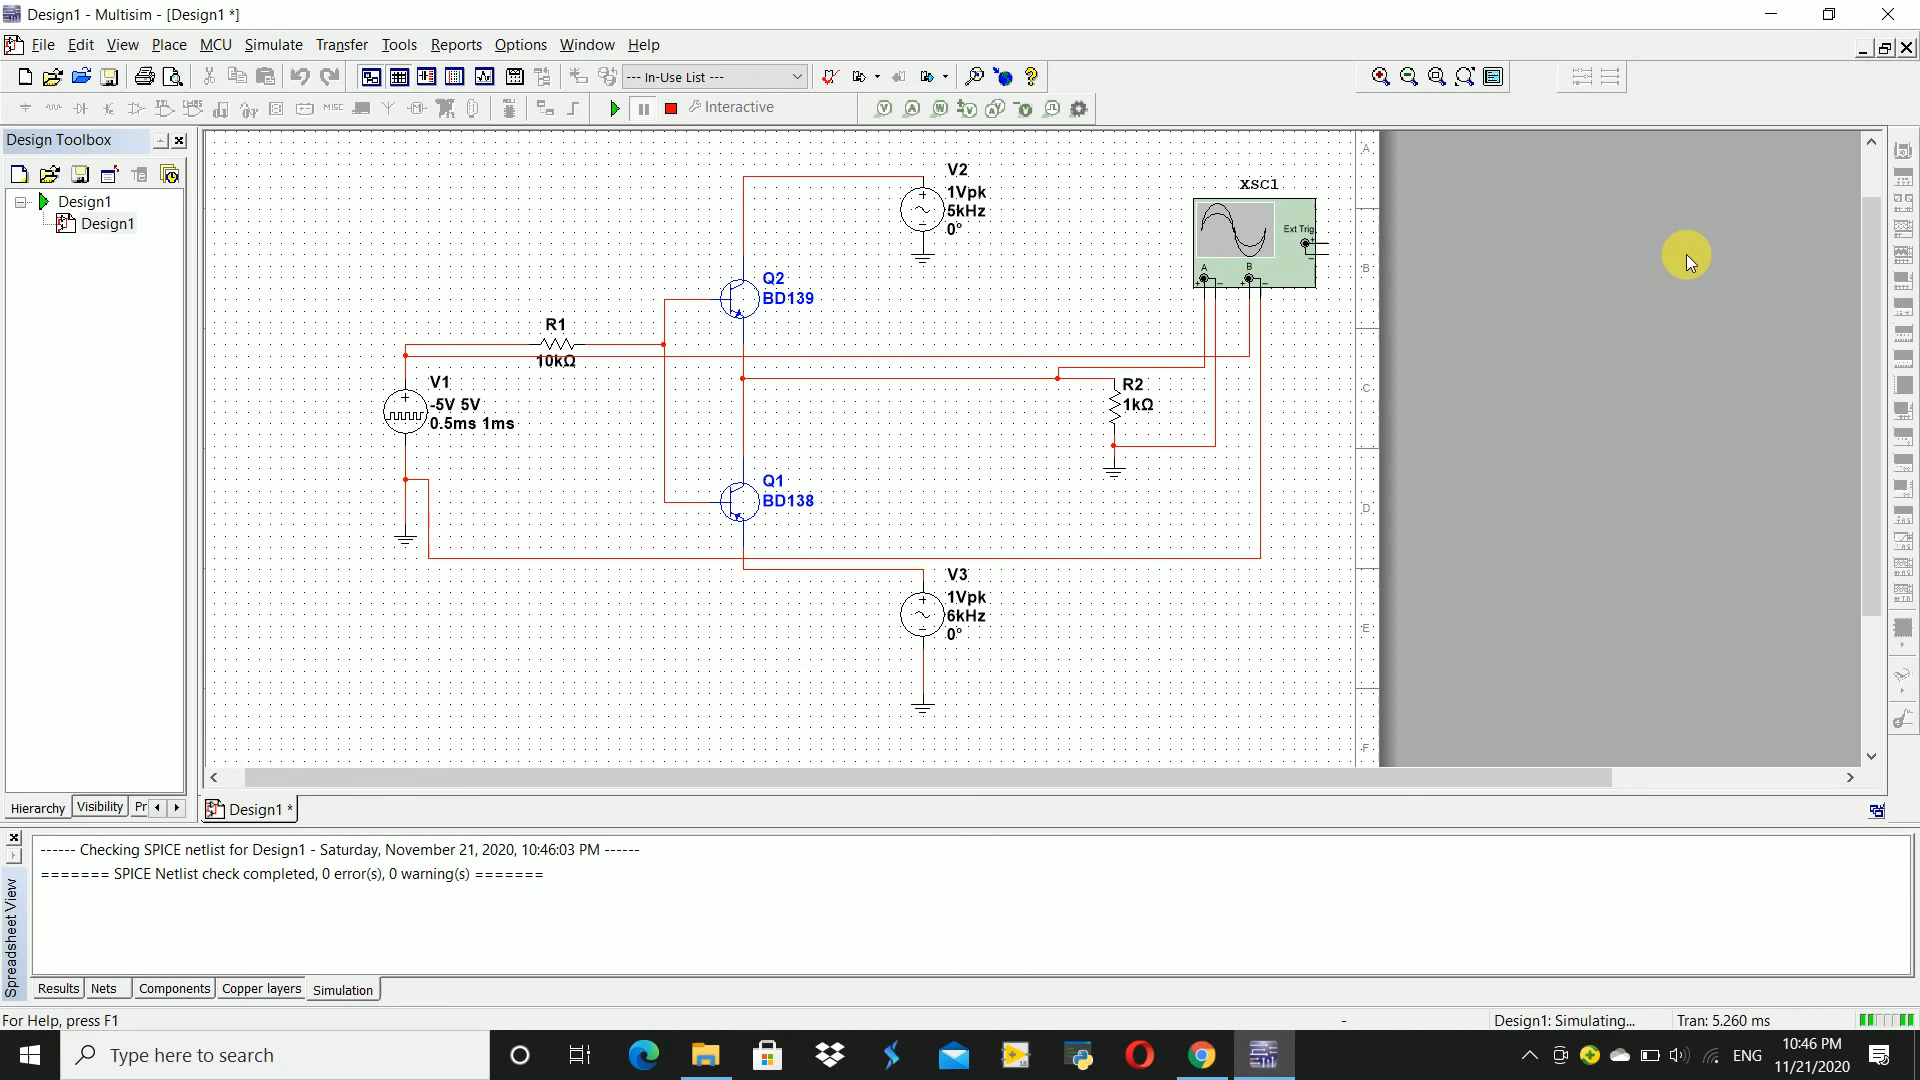 Design1 - Multisim - [Design1 *]
File Edit View Place MCU Simulate Transfer Tools Reports Options Window Help
--- In-Use List ---
MISC
Interactive
Design Toolbox
Design1
Design1
Hierarchy Visibility Pr
V2
1Vpk
5kHz
0°
XSC1
Ext Trig
A
B
Q2
BD139
R1
10kΩ
V1
-5V 5V
0.5ms 1ms
R2
1kΩ
Q1
BD138
V3
1Vpk
6kHz
0°
A
B
C
D
E
F
Design1 *
------ Checking SPICE netlist for Design1 - Saturday, November 21, 2020, 10:46:03 PM ------
======= SPICE Netlist check completed, 0 error(s), 0 warning(s) =======
Spreadsheet View
Results Nets Components Copper layers Simulation
For Help, press F1
-
Design1: Simulating... Tran: 5.260 ms
Type here to search
ENG
10:46 PM
11/21/2020